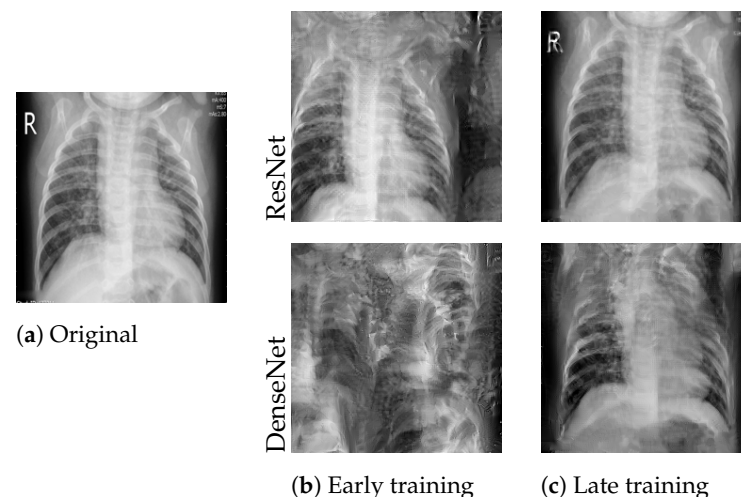 R
(a) Original
ResNet
R
DenseNet
(b) Early training
(c) Late training